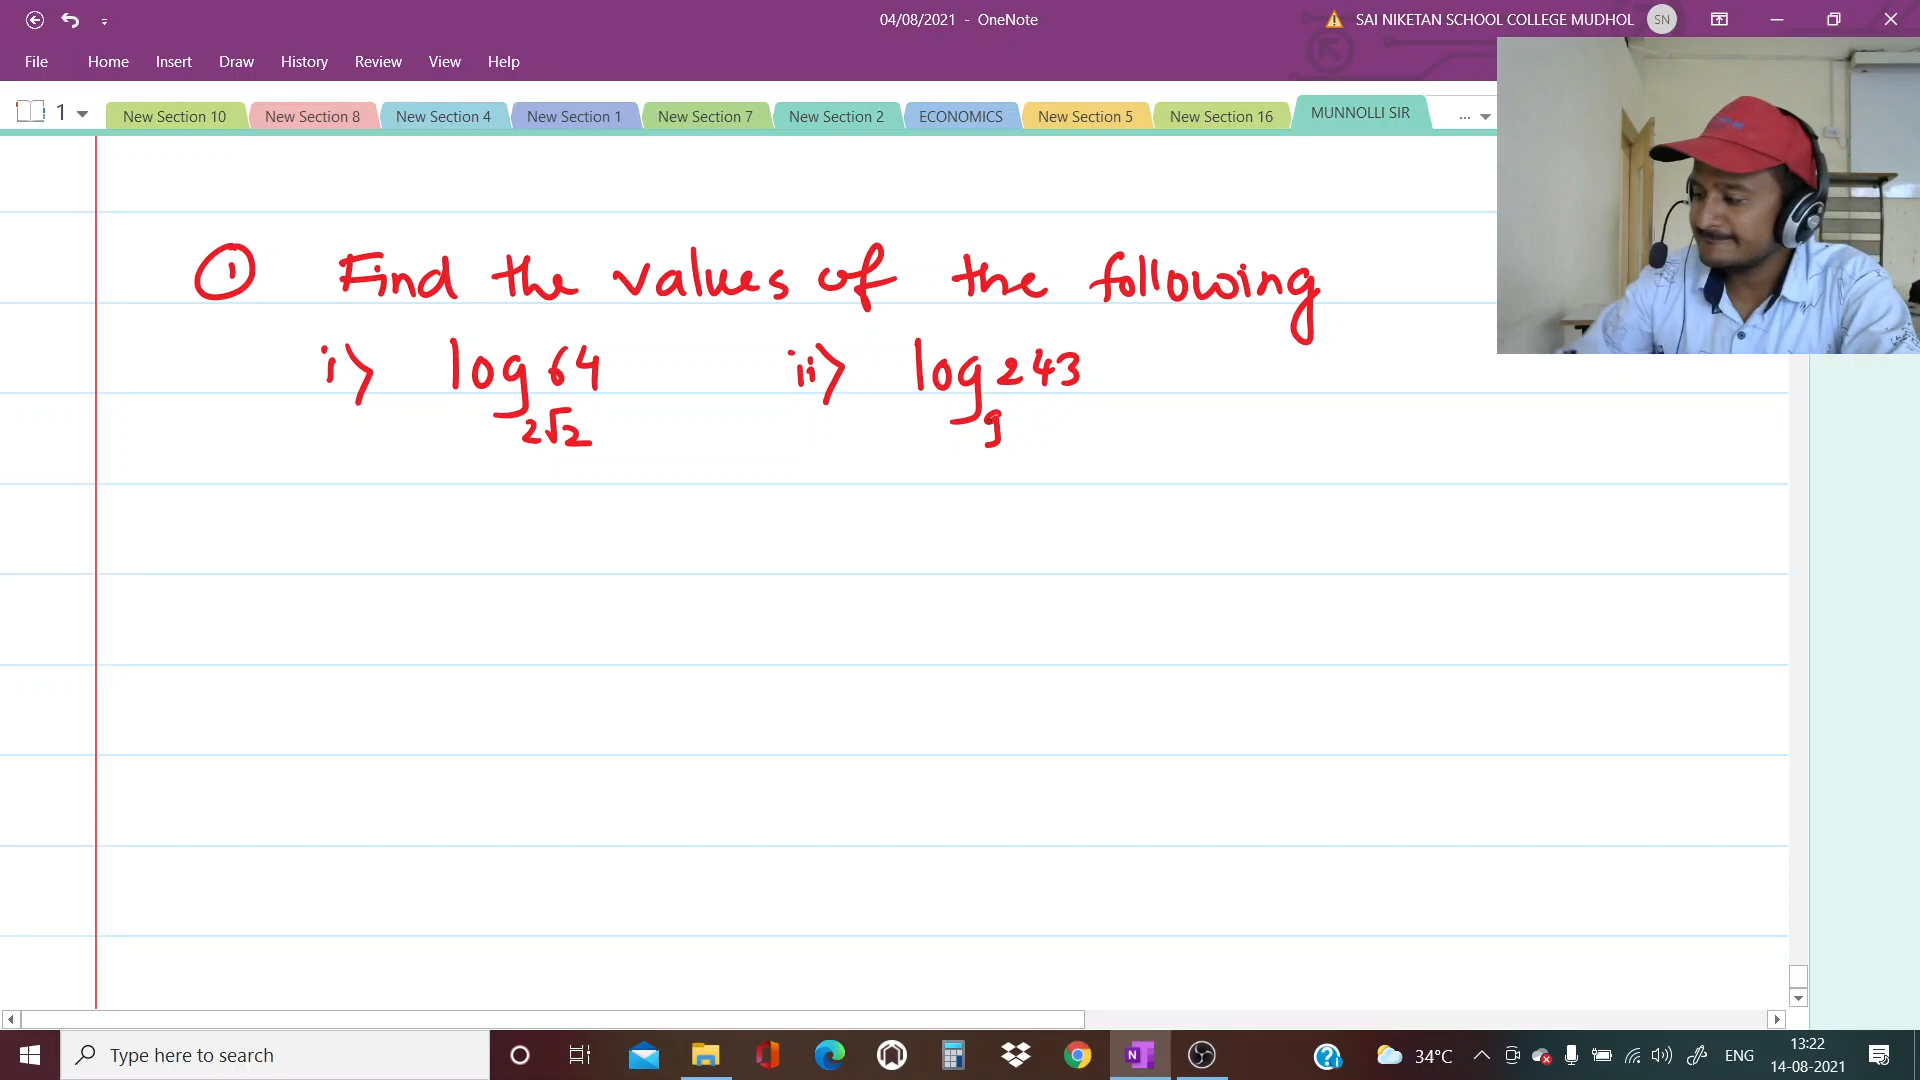 04/08/2021 - OneNote
SAI NIKETAN SCHOOL COLLEGE MUDHOL SN
File Home Insert Draw History Review View Help
1 New Section 10 New Section 8 New Section 4 New Section 1 New Section 7 New Section 2 ECONOMICS New Section 5 New Section 16 MUNNOLLI SIR ...
① Find the values of the following
i) log 64 ii) log 243
2√2 9
Type here to search
34°C ENG 13:22
14-08-2021